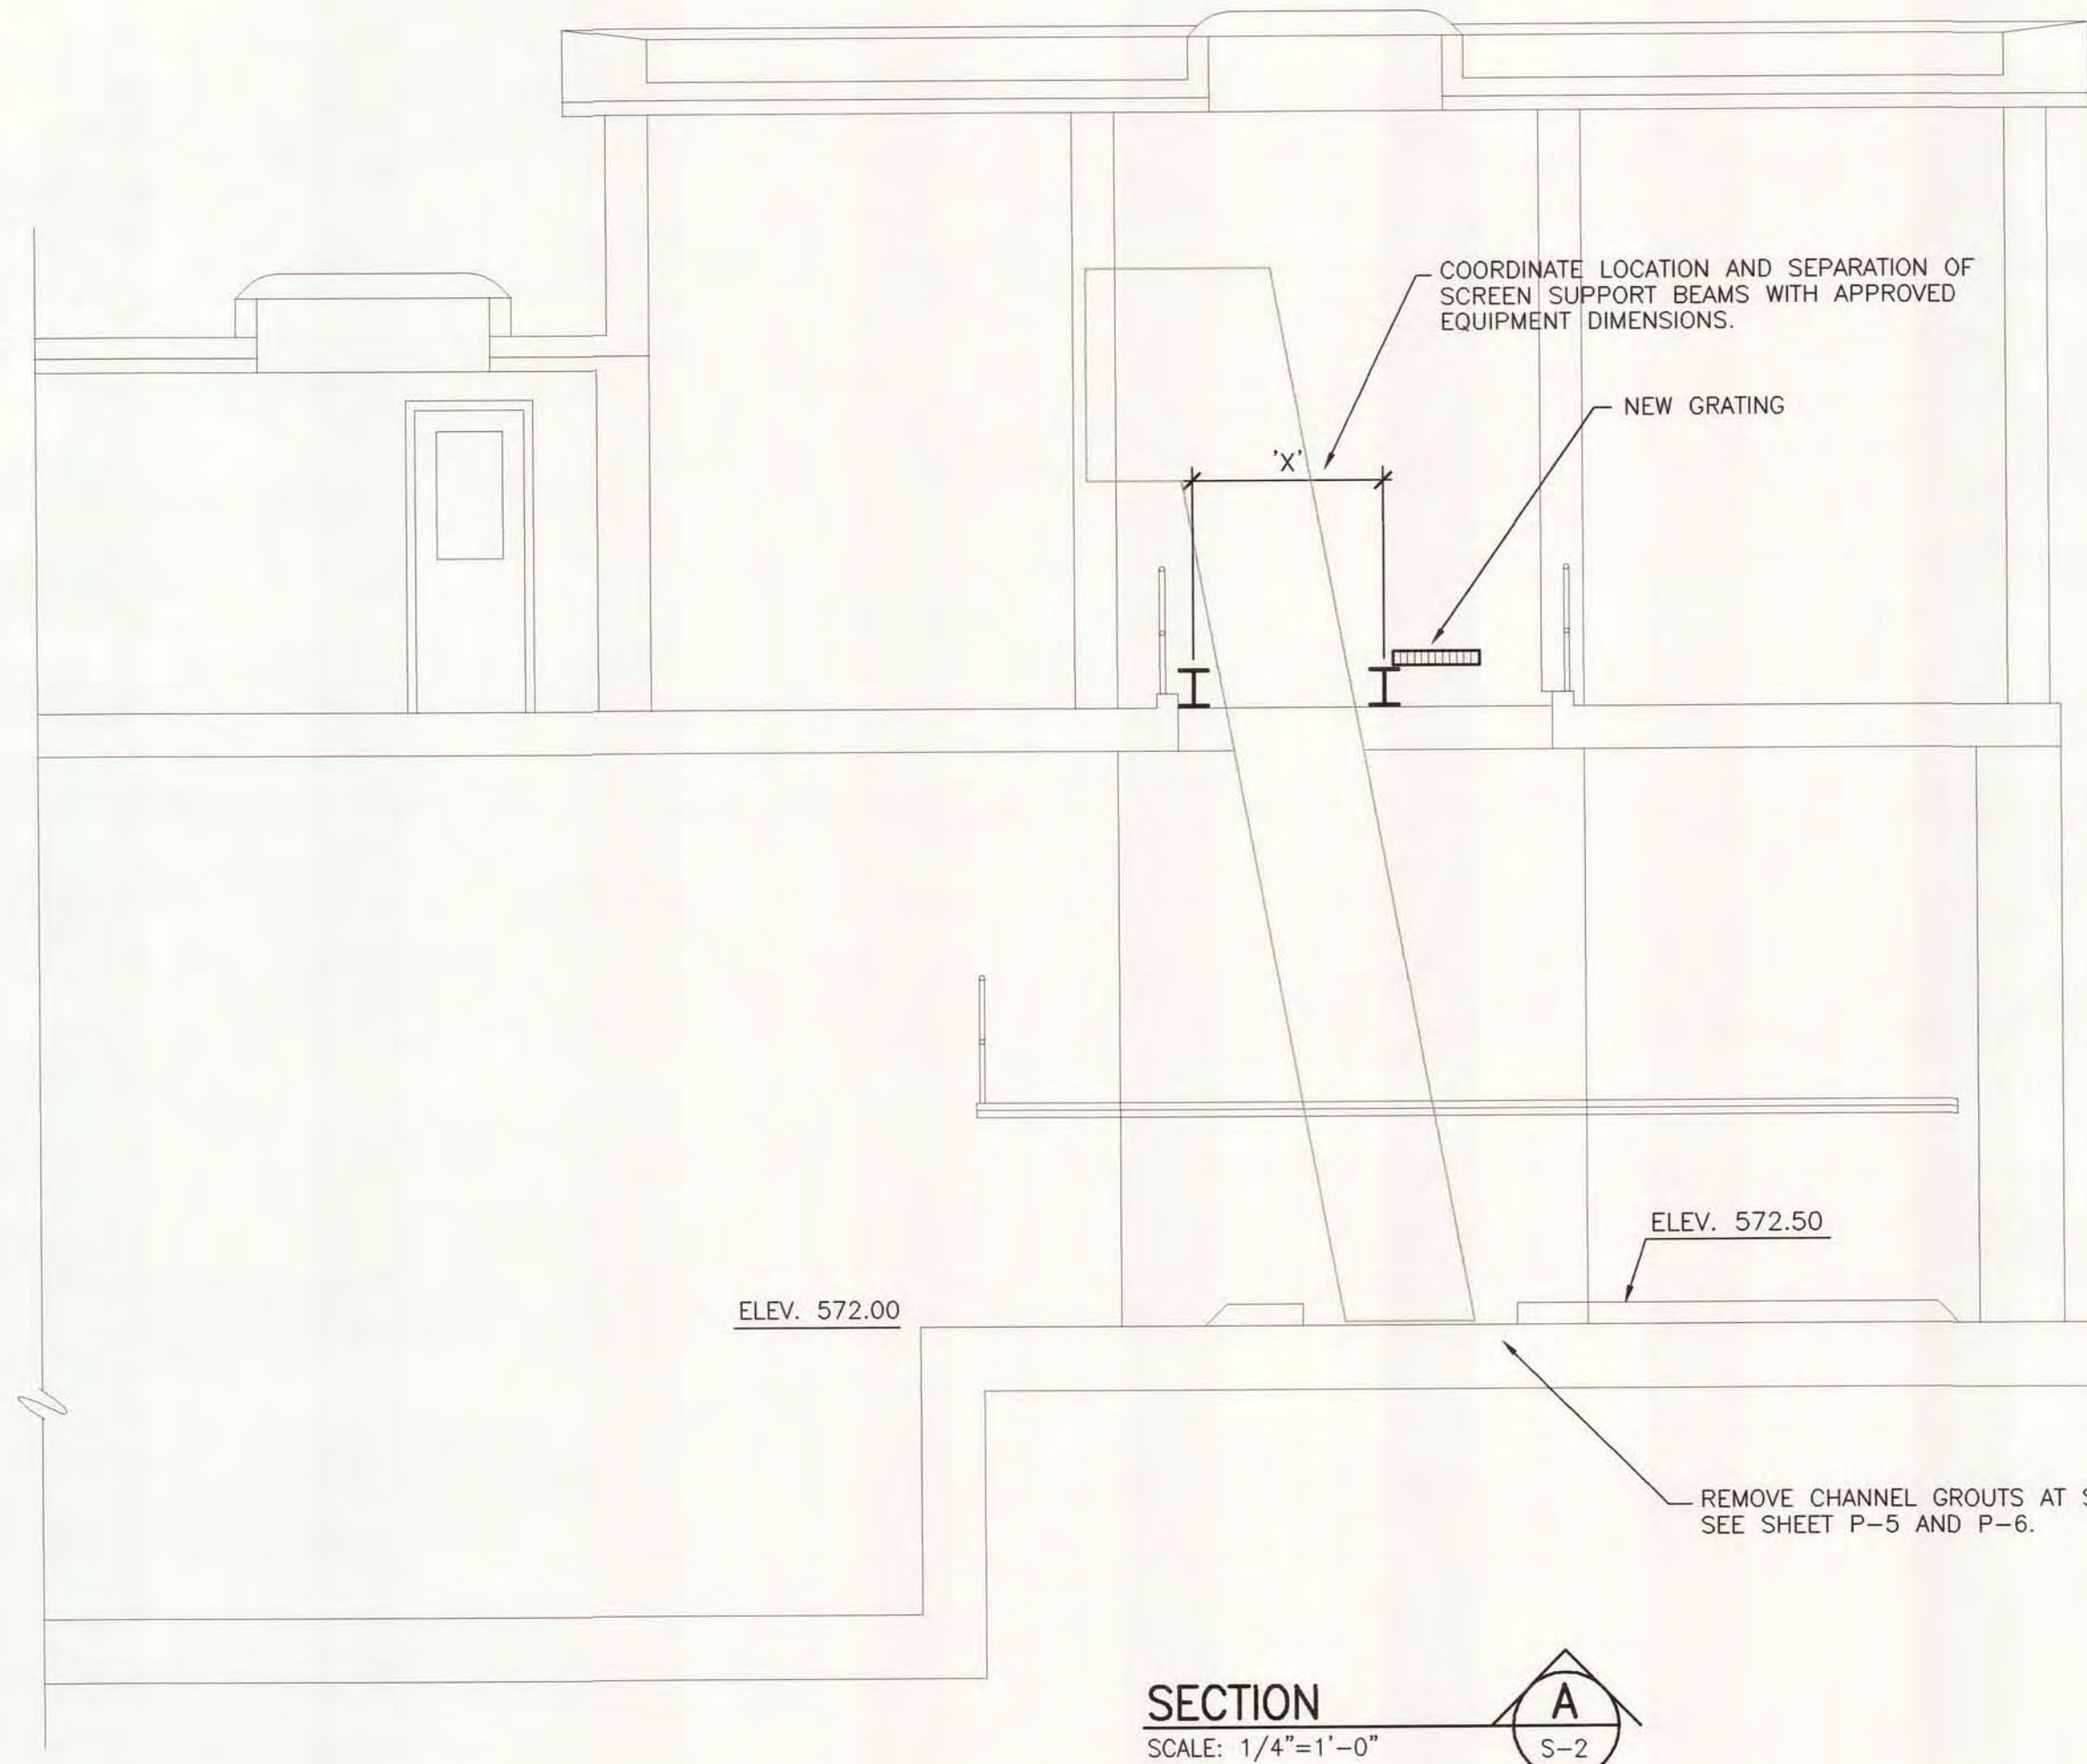 COORDINATE LOCATION AND SEPARATION OF
SCREEN SUPPORT BEAMS WITH APPROVED
EQUIPMENT DIMENSIONS.
NEW GRATING
'X'
ELEV. 572.50
ELEV. 572.00
REMOVE CHANNEL GROUTS AT
SEE SHEET P-5 AND P-6.
SECTION
SCALE: 1/4"=1'-0"
A
S-2